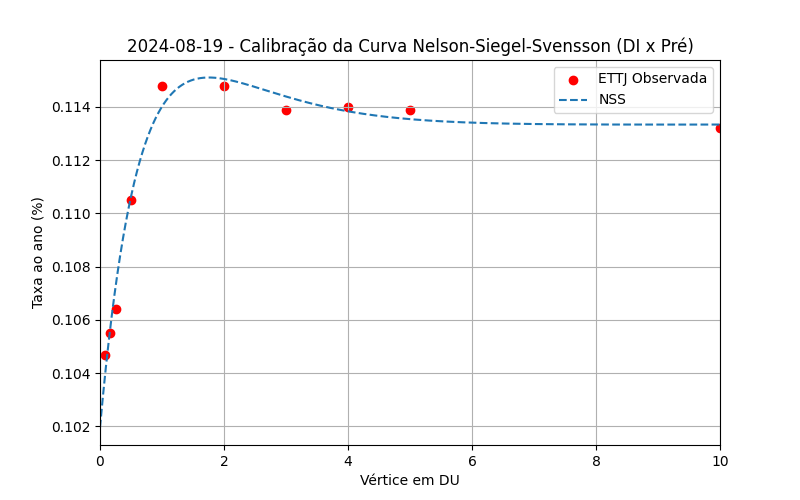 2024-08-19 - Calibração da Curva Nelson-Siegel-Svensson (DI x Pré)
ETTJ Observada
NSS
Taxa ao ano (%)
0.114
0.112
0.110
0.108
0.106
0.104
0.102
0 2 4 6 8 10
Vértice em DU